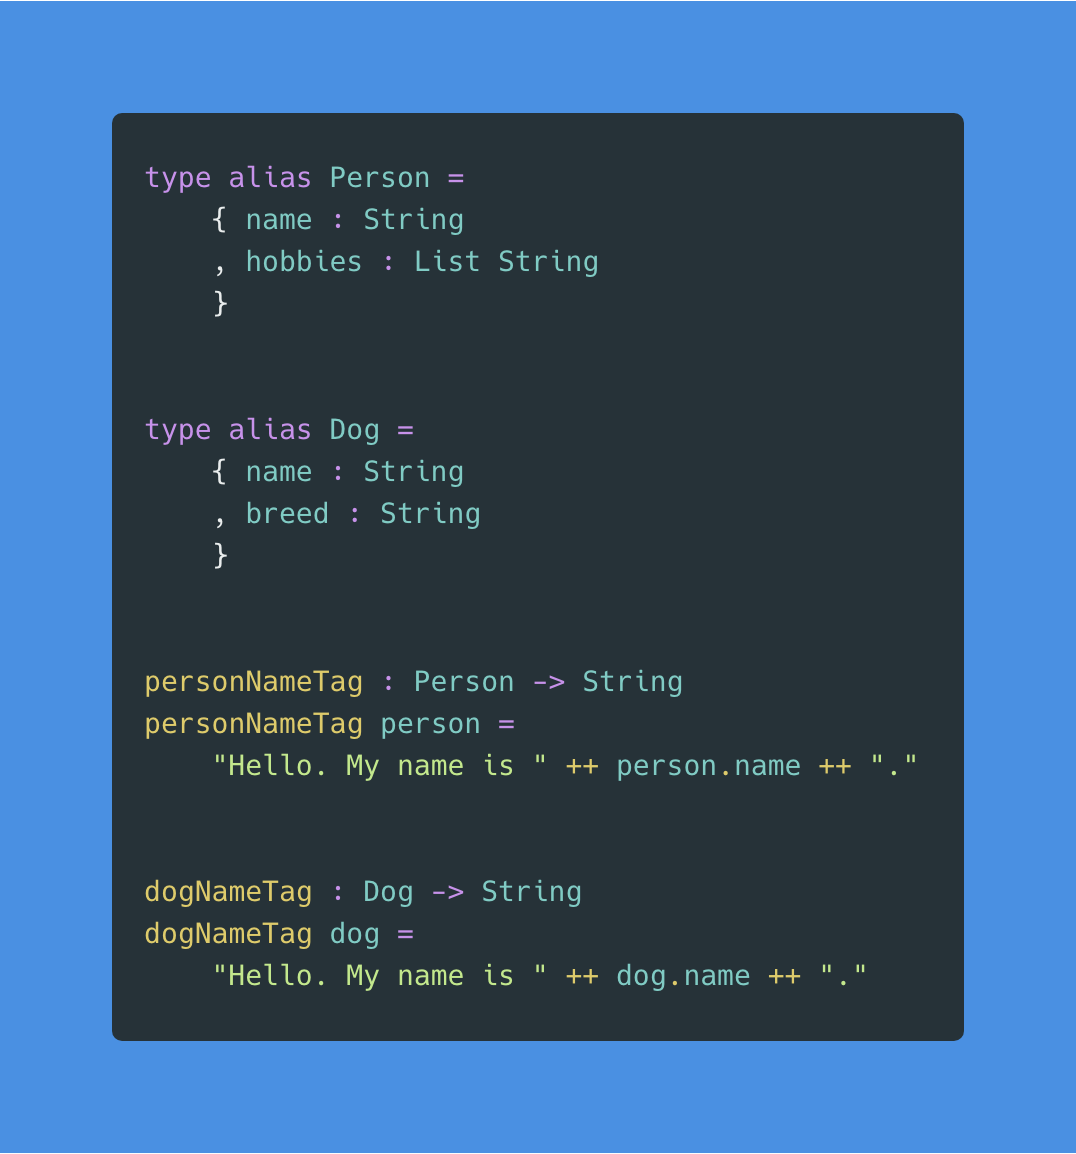 type alias Person =
    { name : String
    , hobbies : List String
    }
type alias Dog =
    { name : String
    , breed : String
    }
personNameTag : Person -> String
personNameTag person =
    "Hello. My name is " ++ person.name ++ "."
dogNameTag : Dog -> String
dogNameTag dog =
    "Hello. My name is " ++ dog.name ++ "."